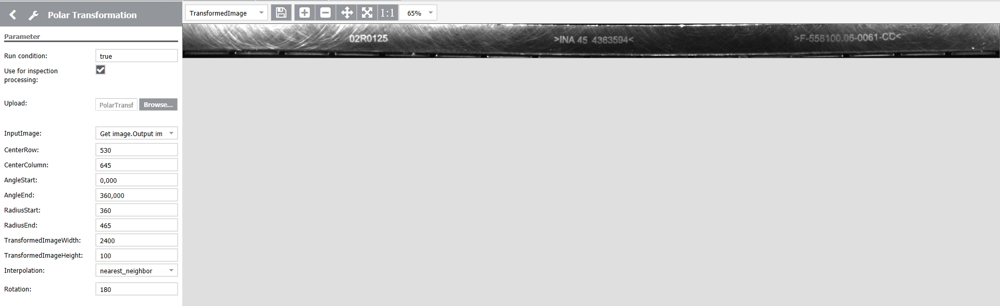 Polar Transformation
TransformedImage
1:1
65%
Parameter
Run condition: true
Use for inspection
processing:
Upload: PolarTransf Browse...
InputImage: Get image.Output im
CenterRow: 530
CenterColumn: 645
AngleStart: 0,000
AngleEnd: 360,000
RadiusStart: 360
RadiusEnd: 465
TransformedImageWidth: 2400
TransformedImageHeight: 100
Interpolation: nearest_neighbor
Rotation: 180
02R0125
>INA 45 4363594<
>F-558100.06-0061-CC<